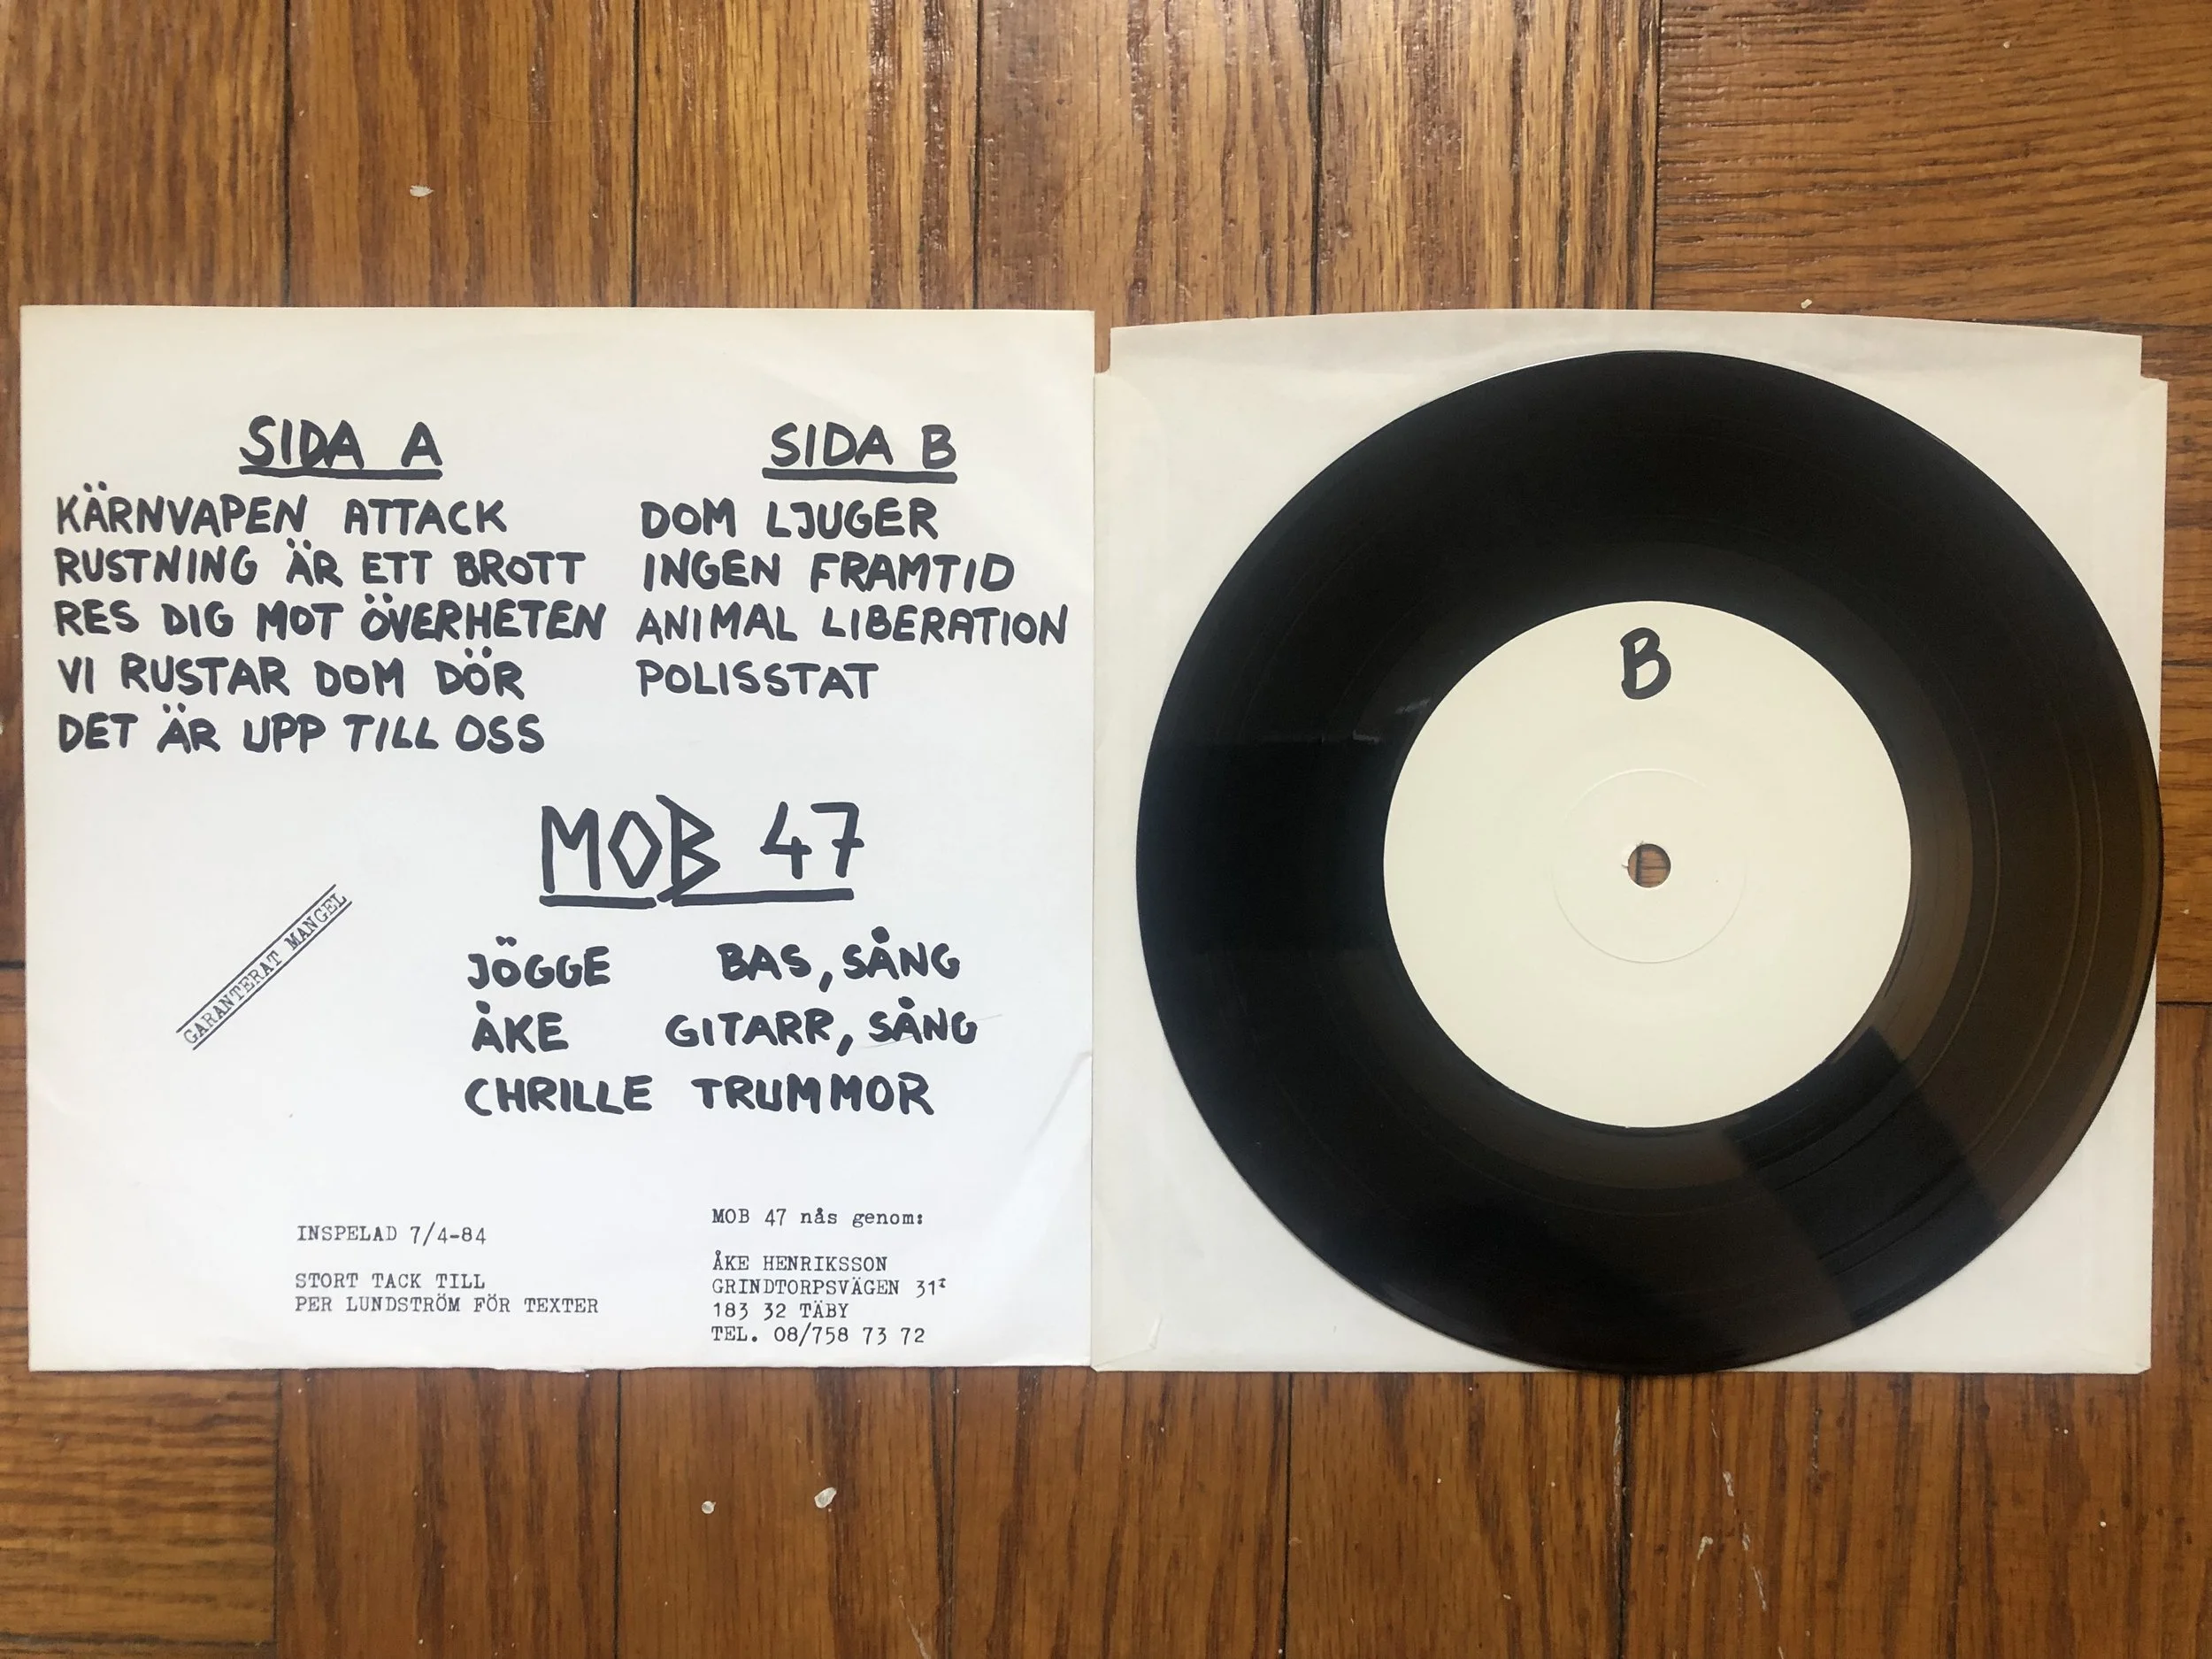 SIDA A
KÄRNVAPEN ATTACK
RUSTNING ÄR ETT BROTT
RES DIG MOT ÖVERHETEN
VI RUSTAR DOM DÖR
DET ÄR UPP TILL OSS
SIDA B
DOM LJUGER
INGEN FRAMTID
ANIMAL LIBERATION
POLISSTAT
MOB 47
JÖGGE BAS, SÅNG
ÅKE GITARR, SÅNG
CHRILLE TRUMMOR
GARANTERAT MANGEL
INSPELAD 7/4-84
STORT TACK TILL
PER LUNDSTRÖM FÖR TEXTER
MOB 47 nås genom:
ÅKE HENRIKSSON
GRINDTORPSVÄGEN 31
183 32 TÄBY
TEL. 08/758 73 72
B